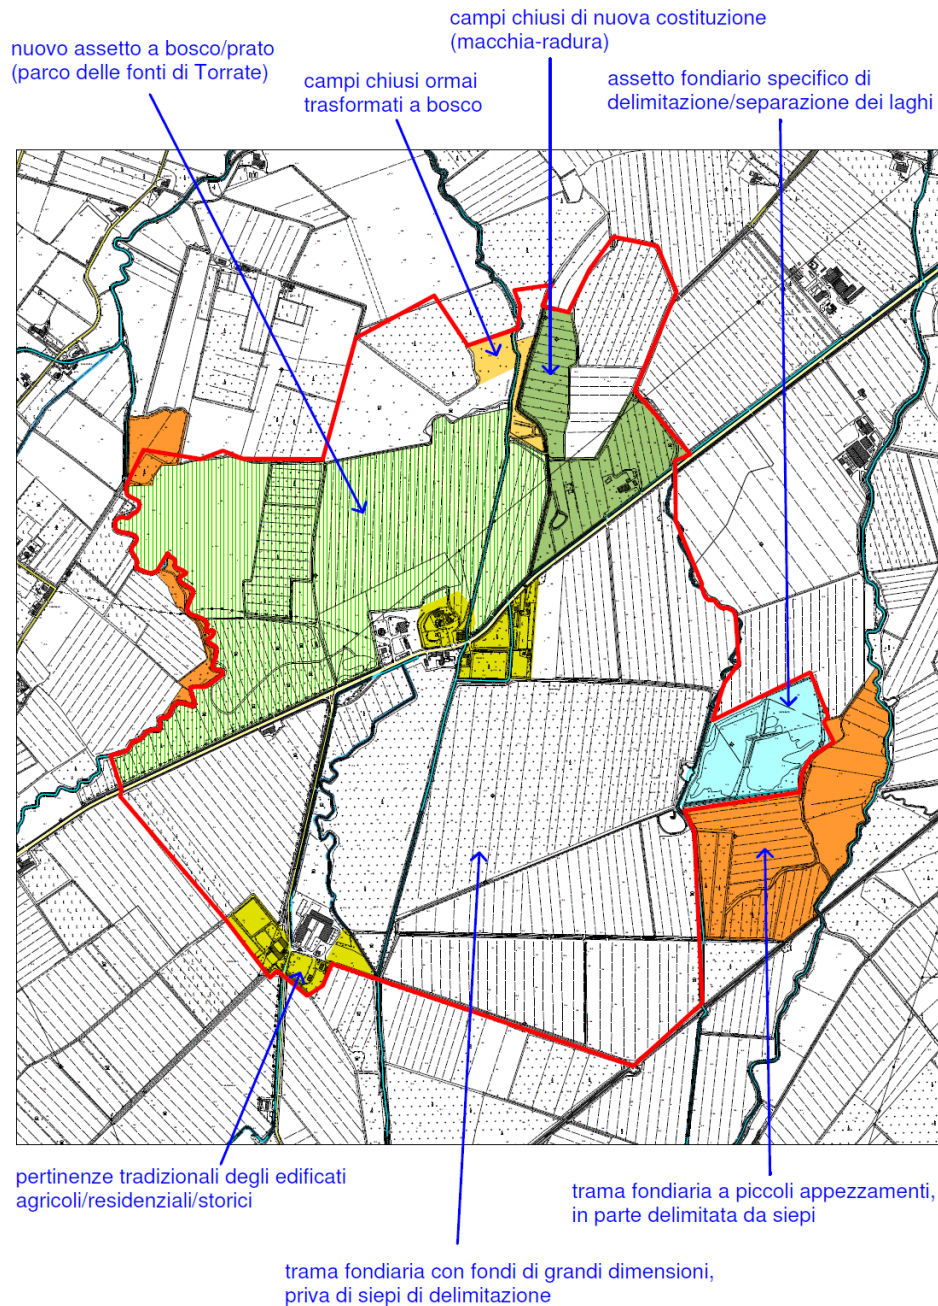 campi chiusi di nuova costituzione
(macchia-radura)
nuovo assetto a bosco/prato
(parco delle fonti di Torrate)
campi chiusi ormai
trasformati a bosco
assetto fondiario specifico di
delimitazione/separazione dei laghi
pertinenze tradizionali degli edificati
agricoli/residenziali/storici
trama fondiaria a piccoli appezzamenti,
in parte delimitata da siepi
trama fondiaria con fondi di grandi dimensioni,
priva di siepi di delimitazione